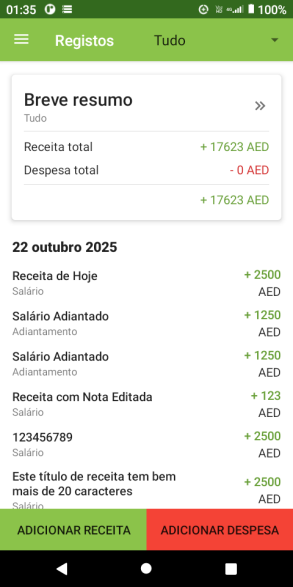 01:35
100%
Registos
Tudo
Breve resumo
Tudo
Receita total
+ 17623 AED
Despesa total
- 0 AED
+ 17623 AED
22 outubro 2025
Receita de Hoje
+ 2500
Salário
AED
Salário Adiantado
+ 1250
Adiantamento
AED
Salário Adiantado
+ 1250
Adiantamento
AED
Receita com Nota Editada
+ 123
Salário
AED
123456789
+ 2500
Salário
AED
Este título de receita tem bem
mais de 20 caracteres
+ 2500
Salário
AED
ADICIONAR RECEITA
ADICIONAR DESPESA